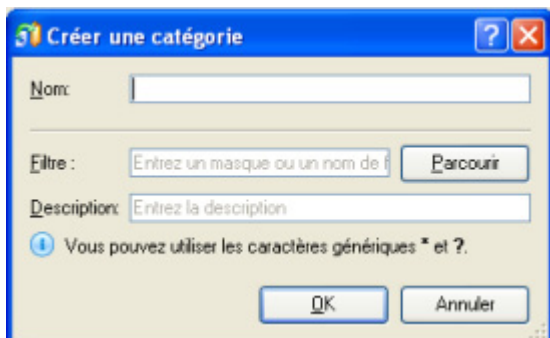 Créer une catégorie
Nom:
Filtre : Entrez un masque ou un nom de f Parcourir
Description: Entrez la description
Vous pouvez utiliser les caractères génériques * et ?.
OK Annuler